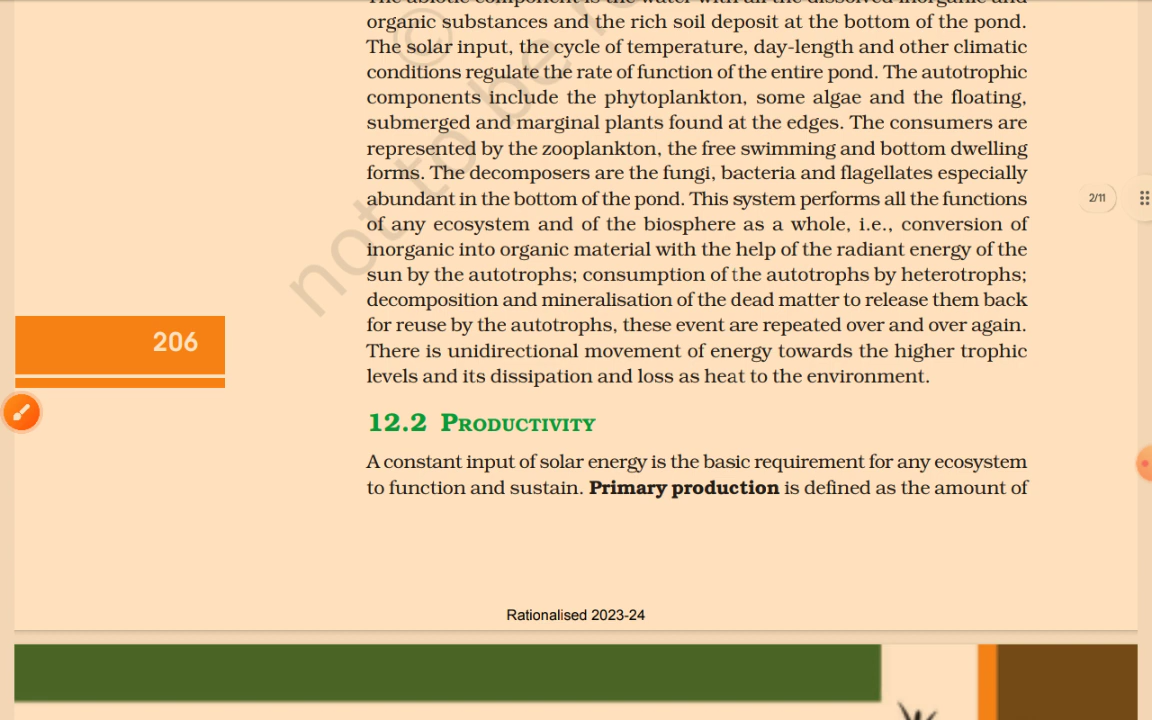 organic substances and the rich soil deposit at the bottom of the pond.
The solar input, the cycle of temperature, day-length and other climatic
conditions regulate the rate of function of the entire pond. The autotrophic
components include the phytoplankton, some algae and the floating,
submerged and marginal plants found at the edges. The consumers are
represented by the zooplankton, the free swimming and bottom dwelling
forms. The decomposers are the fungi, bacteria and flagellates especially
abundant in the bottom of the pond. This system performs all the functions
of any ecosystem and of the biosphere as a whole, i.e., conversion of
inorganic into organic material with the help of the radiant energy of the
sun by the autotrophs; consumption of the autotrophs by heterotrophs;
decomposition and mineralisation of the dead matter to release them back
for reuse by the autotrophs, these event are repeated over and over again.
There is unidirectional movement of energy towards the higher trophic
levels and its dissipation and loss as heat to the environment.
206
2/11
12.2 PRODUCTIVITY
A constant input of solar energy is the basic requirement for any ecosystem
to function and sustain. Primary production is defined as the amount of
Rationalised 2023-24
©
not to be